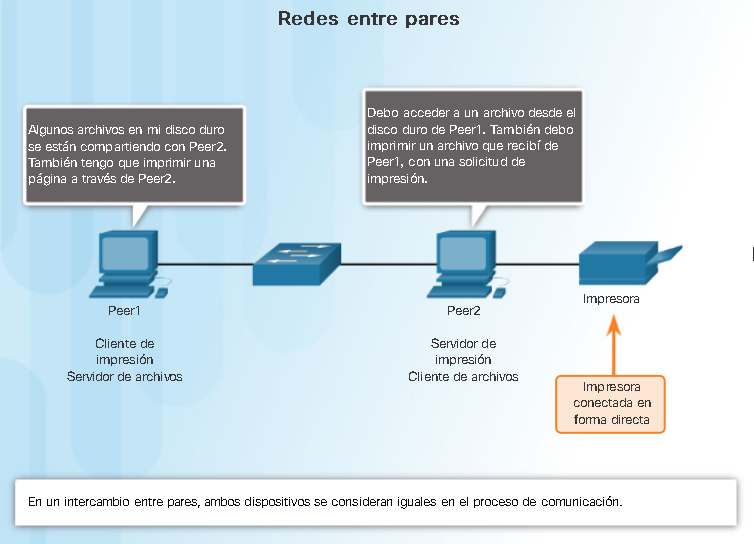 Redes entre pares
Algunos archivos en mi disco duro
se están compartiendo con Peer2.
También tengo que imprimir una
página a través de Peer2.
Debo acceder a un archivo desde el
disco duro de Peer1. También debo
imprimir un archivo que recibí de
Peer1, con una solicitud de
impresión.
Peer1
Cliente de
impresión
Servidor de archivos
Peer2
Servidor de
impresión
Cliente de archivos
Impresora
Impresora
conectada en
forma directa
En un intercambio entre pares, ambos dispositivos se consideran iguales en el proceso de comunicación.